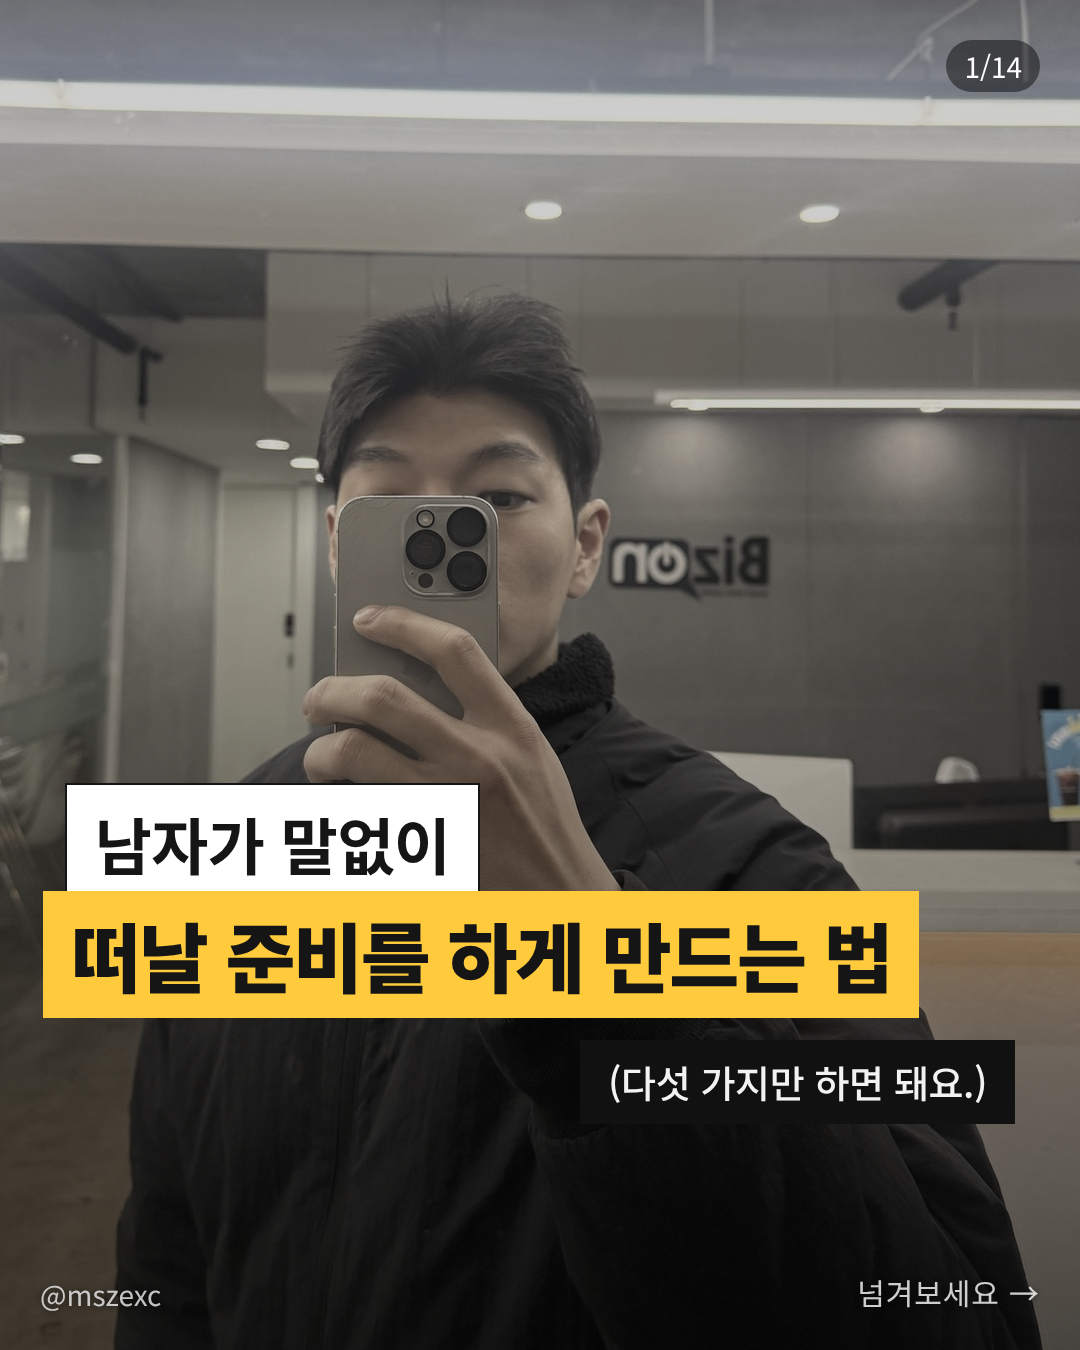 1/14
Bizon
남자가 말없이
떠날 준비를 하게 만드는 법
(다섯 가지만 하면 돼요.)
@mszexc
넘겨보세요 →